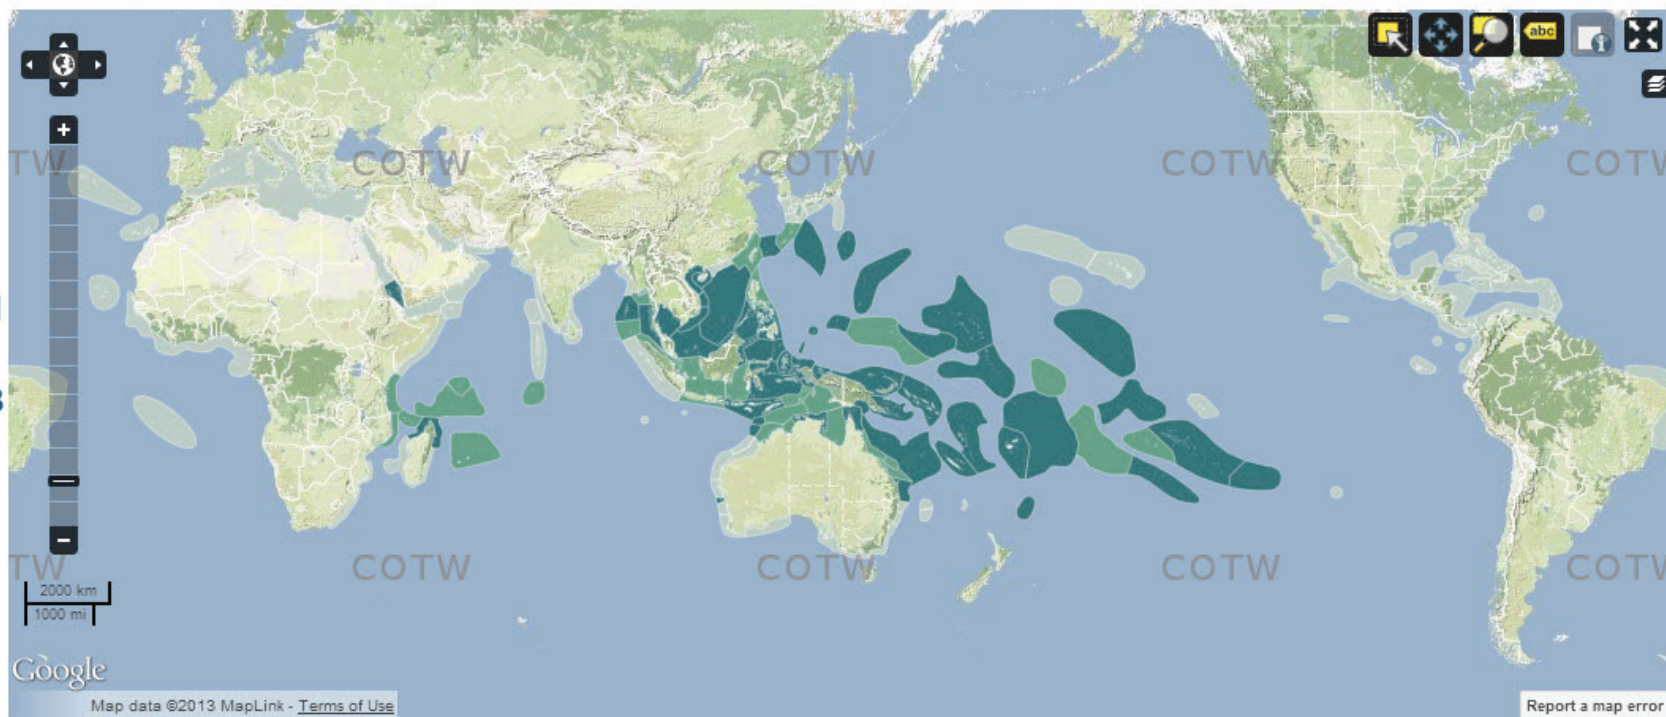 abc
TW COTW COTW COTW COTW
TW COTW COTW COTW COTW
2000 km
1000 mi
Google
Map data ©2013 MapLink - Terms of Use
Report a map error